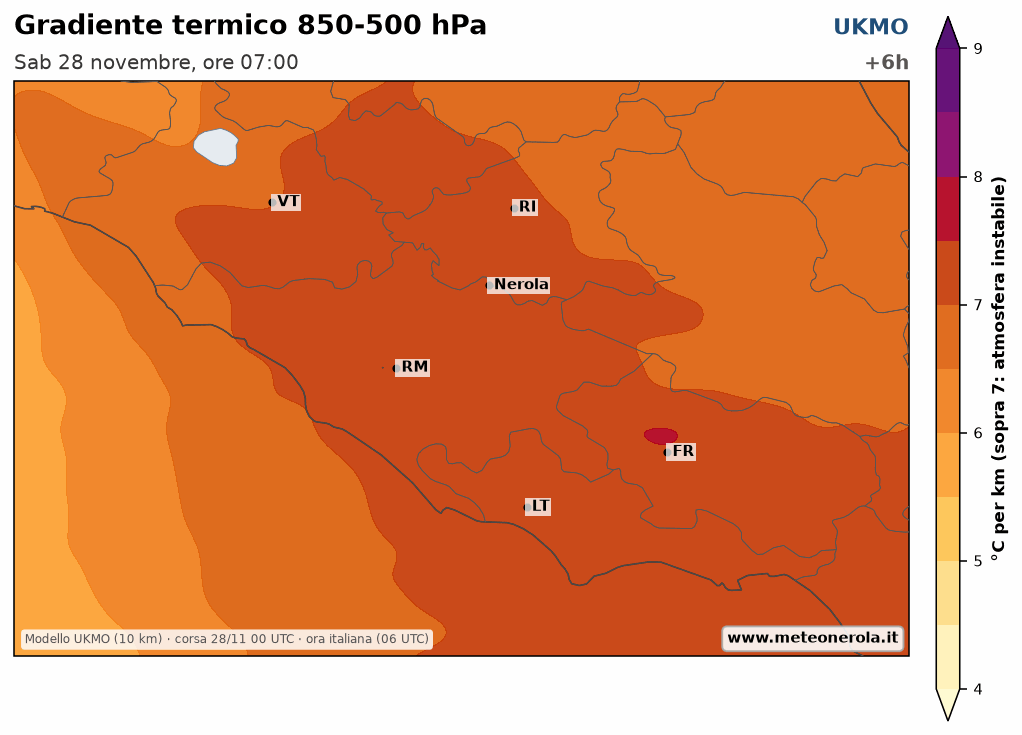 Gradiente termico 850-500 hPa
UKMO
Sab 28 novembre, ore 07:00
+6h
VT
RI
Nerola
RM
FR
LT
Modello UKMO (10 km) · corsa 28/11 00 UTC · ora italiana (06 UTC)
www.meteonerola.it
9
8
7
6
5
4
°C per km (sopra 7: atmosfera instabile)